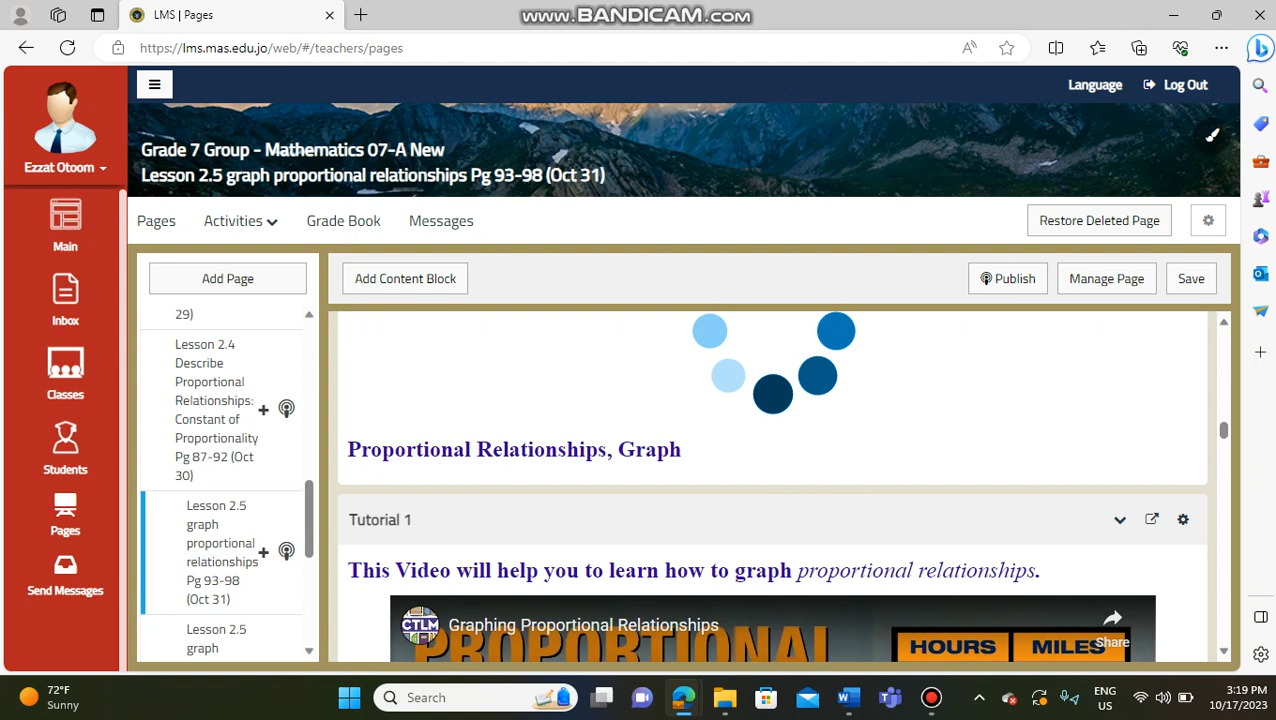 www.BANDICAM.com
LMS | Pages
https://lms.mas.edu.jo/web/#/teachers/pages
Language
Log Out
Ezzat Otoom
Grade 7 Group - Mathematics 07-A New
Lesson 2.5 graph proportional relationships Pg 93-98 (Oct 31)
Main
Inbox
Classes
Students
Pages
Send Messages
Pages
Activities
Grade Book
Messages
Restore Deleted Page
Add Page
Add Content Block
Publish
Manage Page
Save
29)
Lesson 2.4
Describe
Proportional
Relationships:
Constant of
Proportionality
Pg 87-92 (Oct
30)
Lesson 2.5
graph
proportional
relationships
Pg 93-98
(Oct 31)
Lesson 2.5
graph
Proportional Relationships, Graph
Tutorial 1
This Video will help you to learn how to graph proportional relationships.
CTLM
Graphing Proportional Relationships
Share
PROPORTIONAL
HOURS
MILES
72°F
Sunny
Search
ENG
US
3:19 PM
10/17/2023